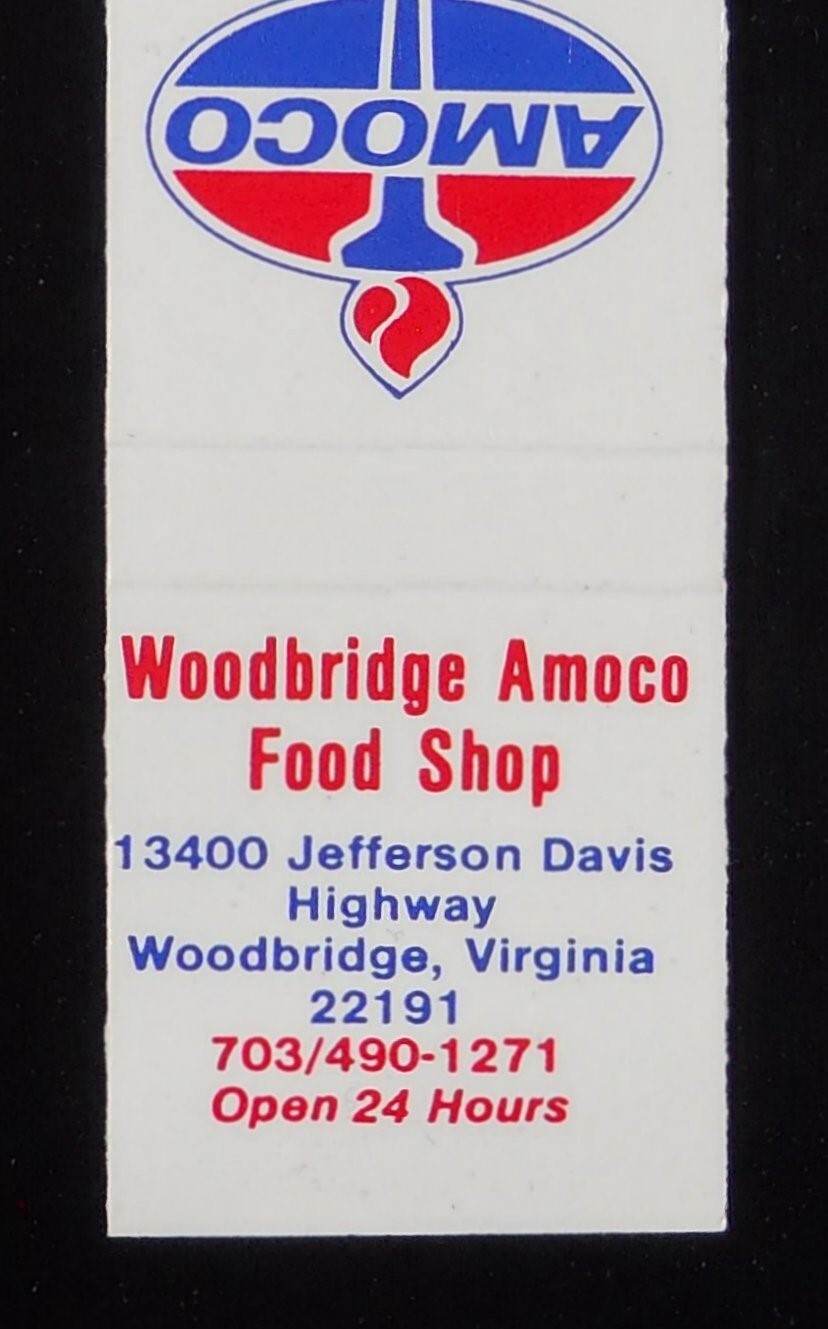 AMOCO
Woodbridge Amoco
Food Shop
13400 Jefferson Davis
Highway
Woodbridge, Virginia
22191
703/490-1271
Open 24 Hours